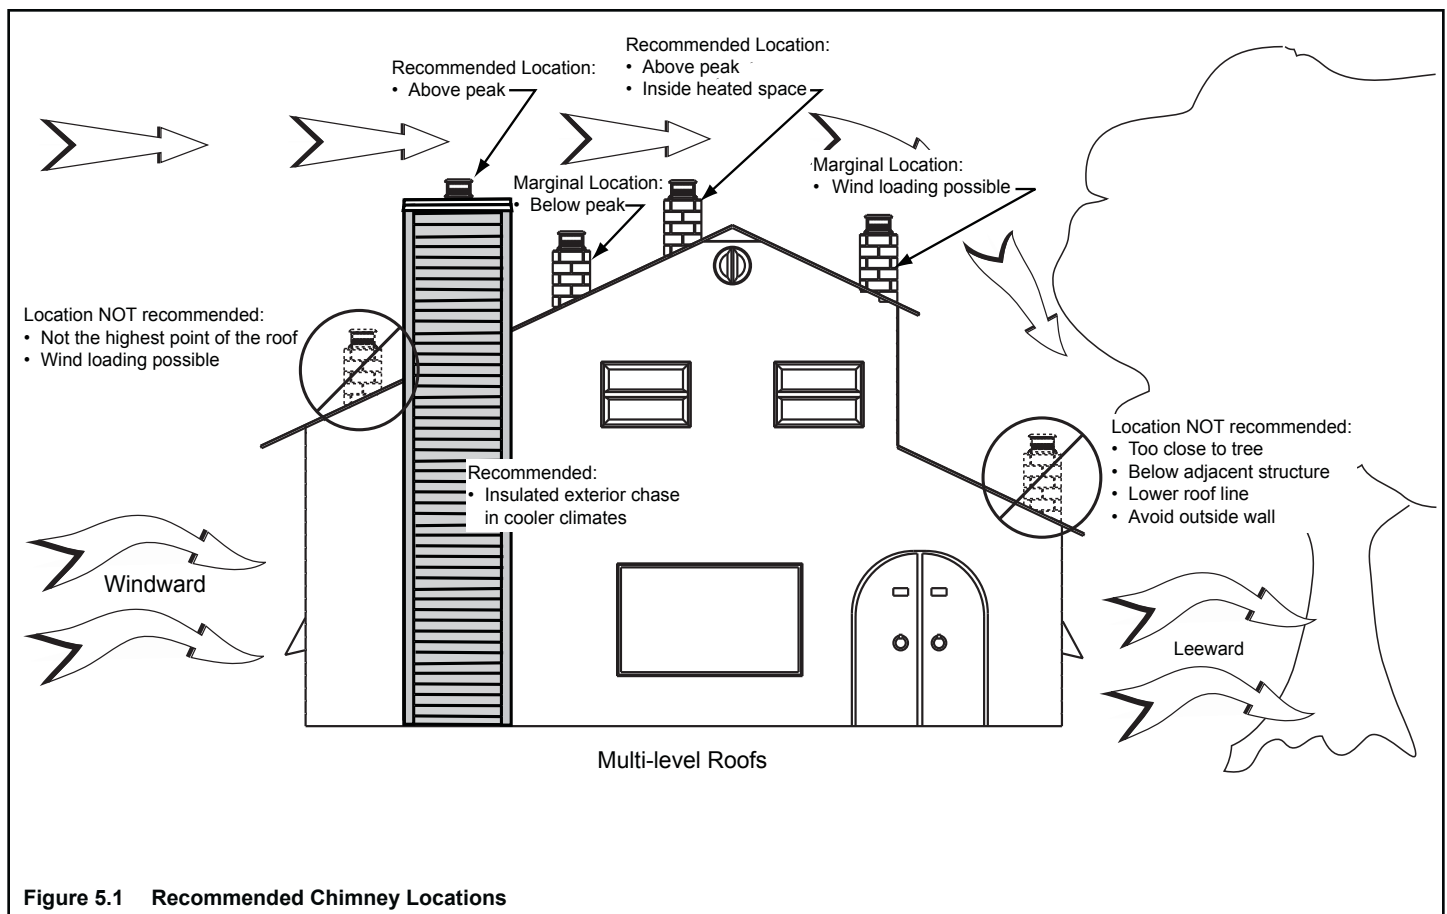 Recommended Location:
• Above peak
• Inside heated space
Recommended Location:
• Above peak
Marginal Location:
• Wind loading possible
Marginal Location:
• Below peak
Location NOT recommended:
• Not the highest point of the roof
• Wind loading possible
Location NOT recommended:
• Too close to tree
• Below adjacent structure
• Lower roof line
• Avoid outside wall
Recommended:
• Insulated exterior chase
in cooler climates
Windward
Leeward
Multi-level Roofs
Figure 5.1 Recommended Chimney Locations